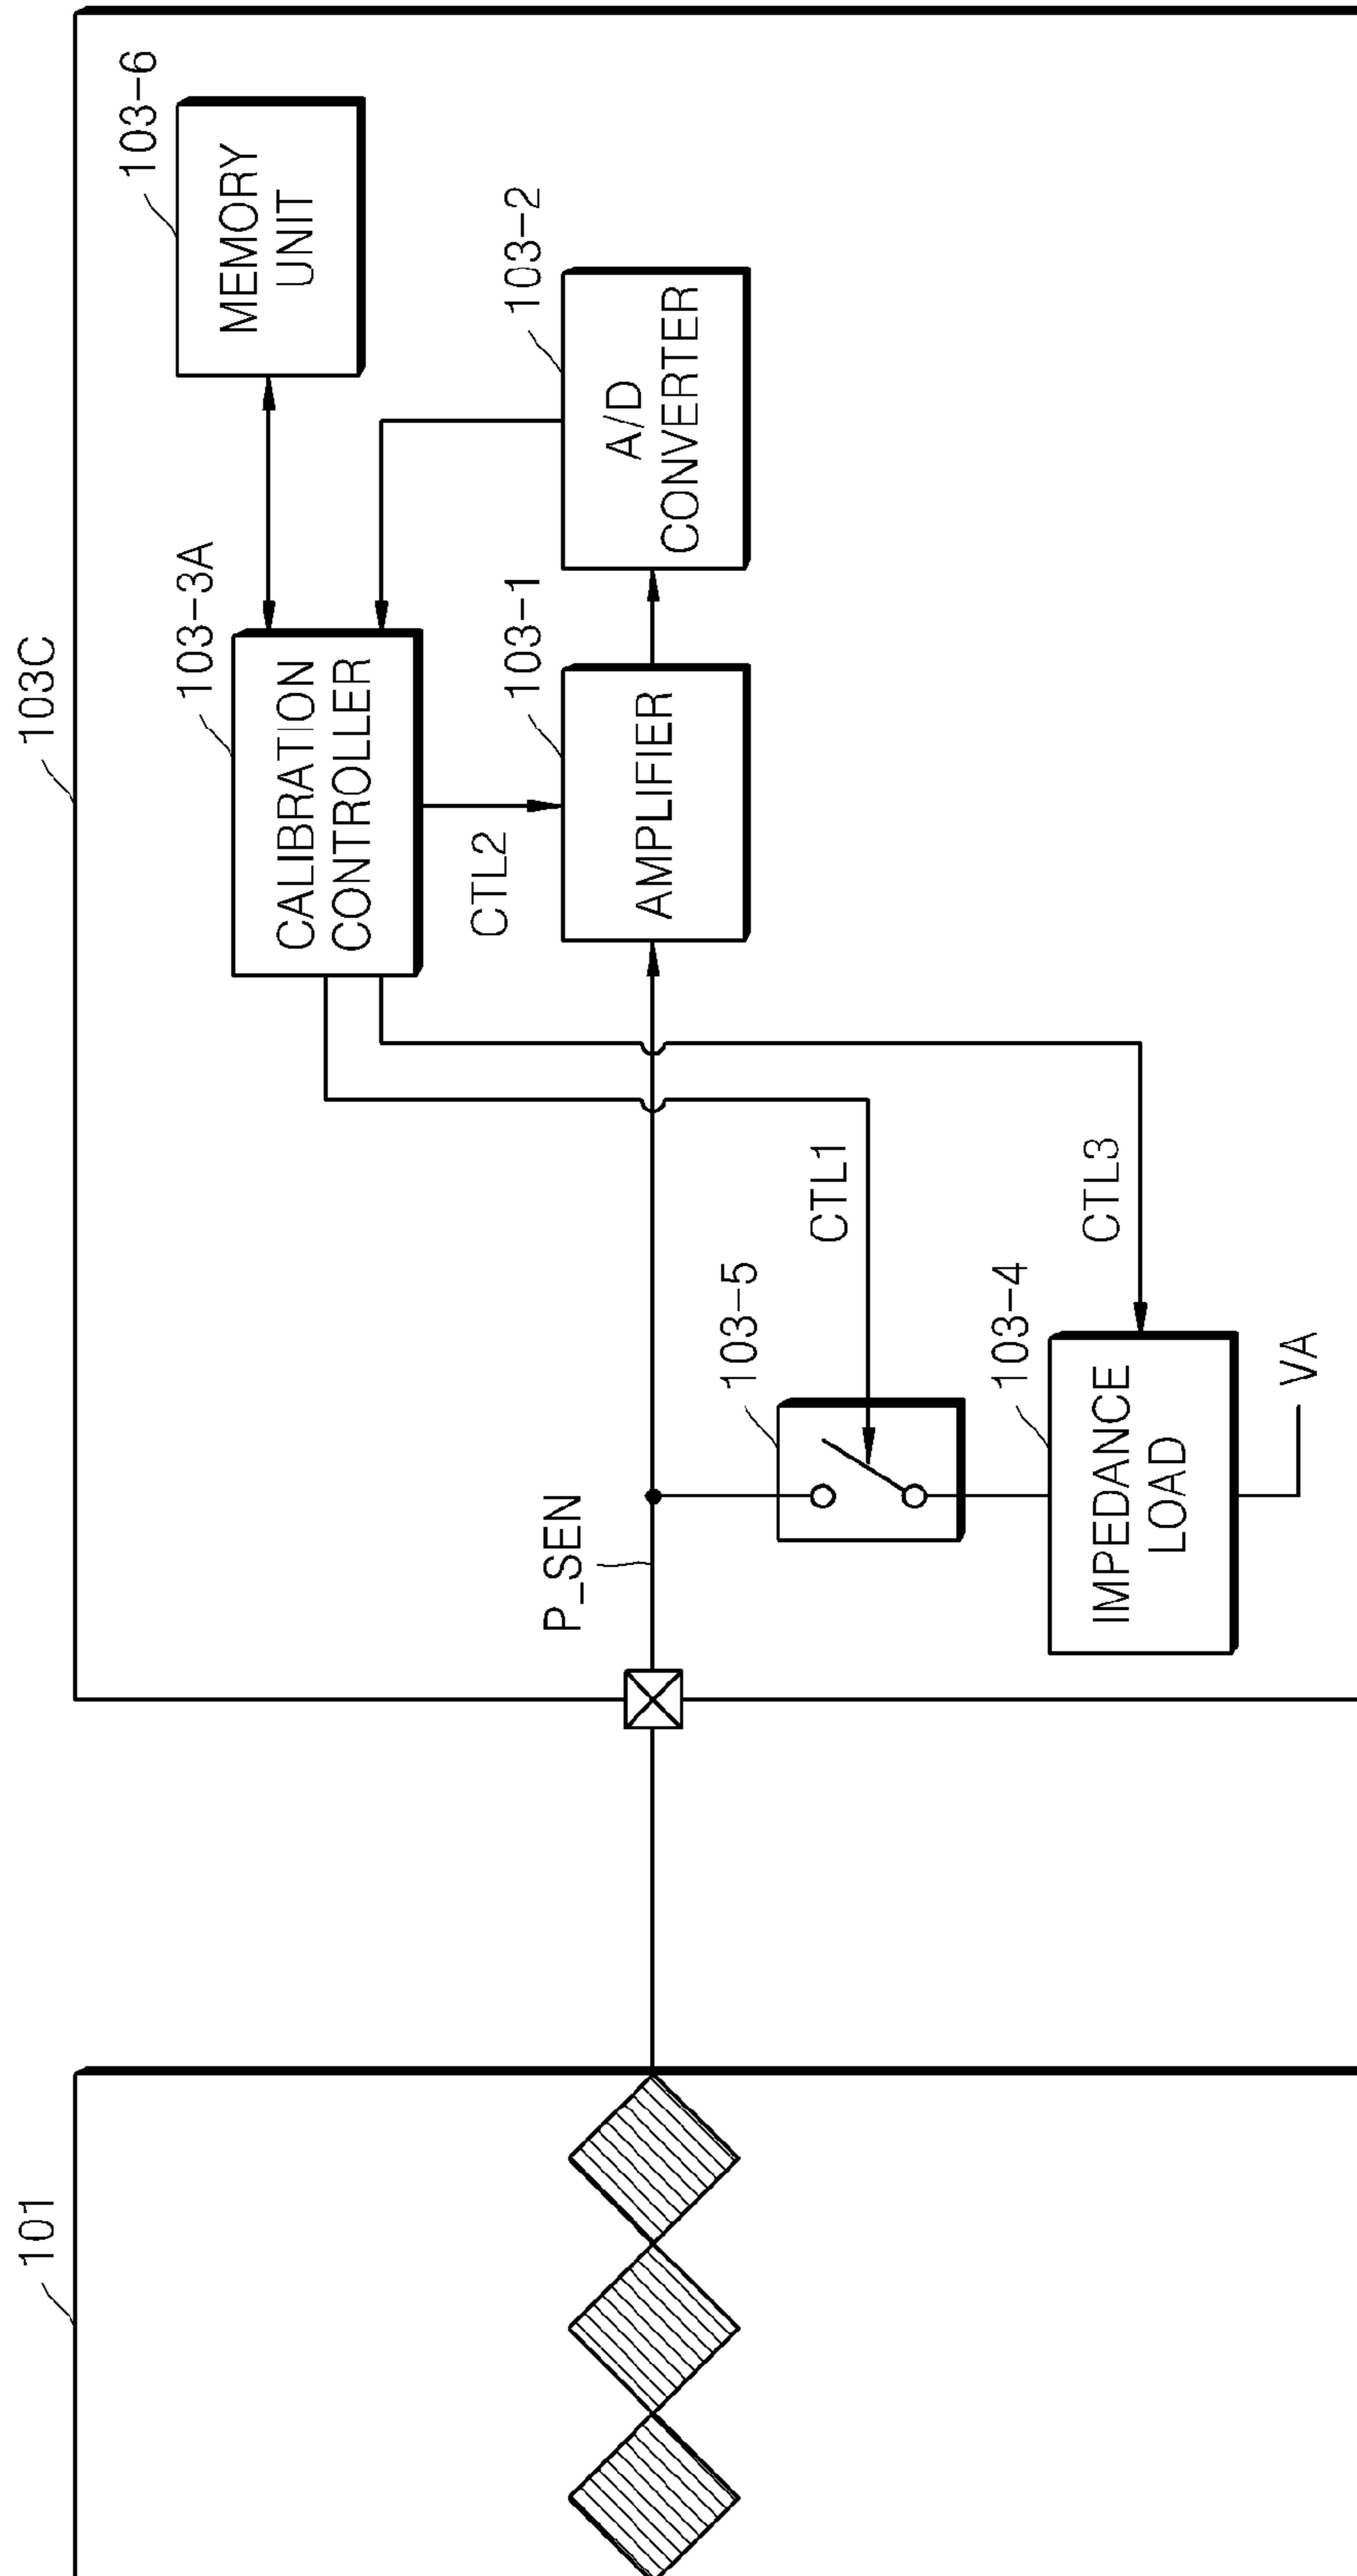 101
103C
103-6
MEMORY
UNIT
103-3A
CALIBRATION
CONTROLLER
CTL2
103-1
AMPLIFIER
103-2
A/D
CONVERTER
P_SEN
103-5
CTL1
103-4
IMPEDANCE
LOAD
CTL3
VA